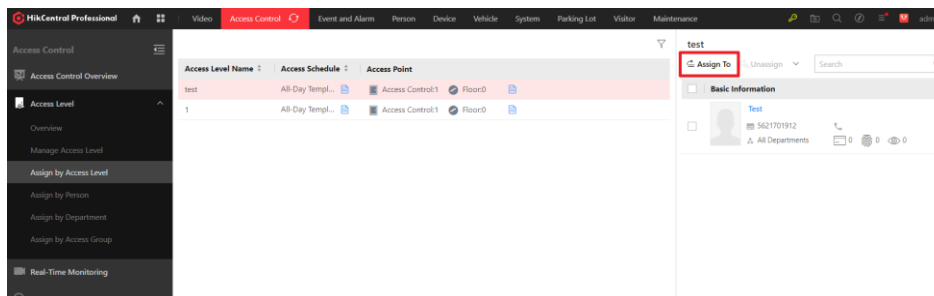 HikCentral Professional Video Access Control Event and Alarm Person Device Vehicle System Parking Lot Visitor Maintenance adm
Access Control
Access Control Overview
Access Level
Overview
Manage Access Level
Assign by Access Level
Assign by Person
Assign by Department
Assign by Access Group
Real-Time Monitoring
Access Level Name Access Schedule Access Point
test All-Day Templ... Access Control:1 Floor:0
1 All-Day Templ... Access Control:1 Floor:0
test
Assign To Unassign Search
Basic Information
Test
5621701912
All Departments 0 0 0